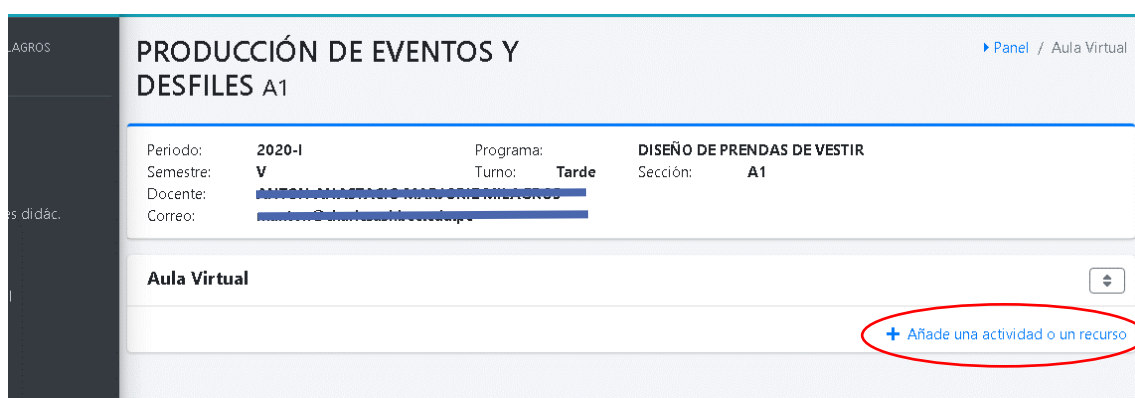 LAGROS
PRODUCCIÓN DE EVENTOS Y
DESFILES A1
Panel / Aula Virtual
Periodo: 2020-I Programa: DISEÑO DE PRENDAS DE VESTIR
Semestre: V Turno: Tarde Sección: A1
Docente:
es didác.
Correo:
Aula Virtual
+ Añade una actividad o un recurso